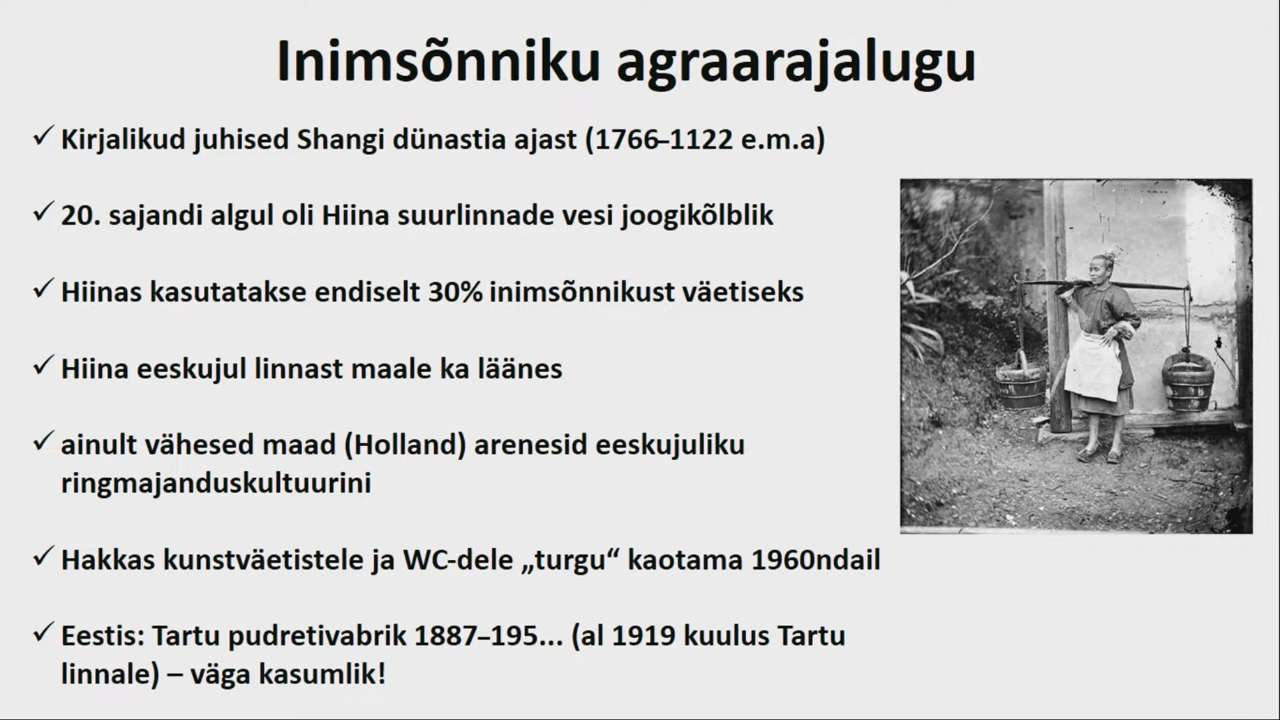 Inimsõnniku agraarajalugu
✓ Kirjalikud juhised Shangi dünastia ajast (1766–1122 e.m.a)
✓ 20. sajandi algul oli Hiina suurlinnade vesi joogikõlblik
✓ Hiinas kasutatakse endiselt 30% inimsõnnikust väetiseks
✓ Hiina eeskujul linnast maale ka läänes
✓ ainult vähesed maad (Holland) arenesid eeskujuliku
ringmajanduskultuurini
✓ Hakkas kunstväetistele ja WC-dele „turgu“ kaotama 1960ndail
✓ Eestis: Tartu pudretivabrik 1887–195... (al 1919 kuulus Tartu
linnale) – väga kasumlik!